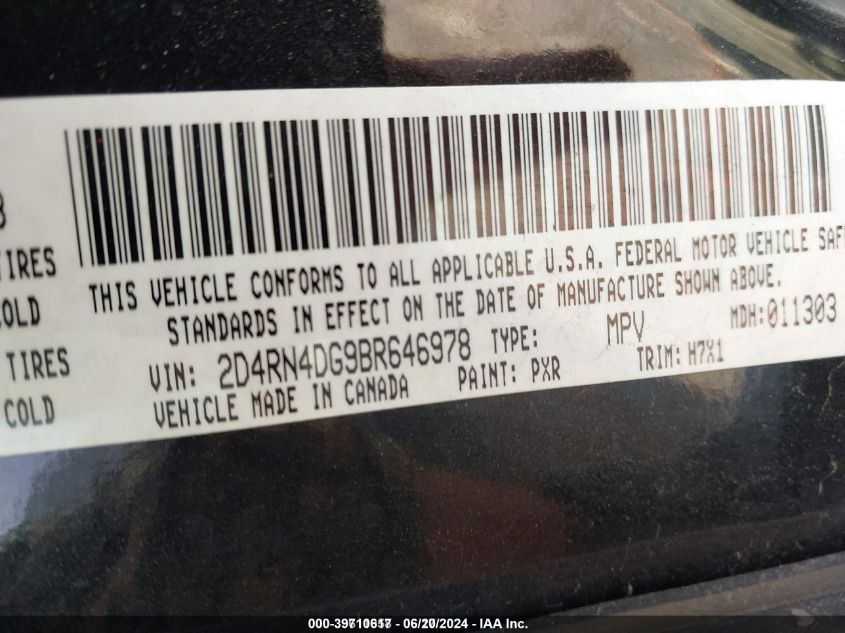 TIRES
COLD
TIRES
COLD
THIS VEHICLE CONFORMS TO ALL APPLICABLE U.S.A. FEDERAL MOTOR VEHICLE SAF
STANDARDS IN EFFECT ON THE DATE OF MANUFACTURE SHOWN ABOVE.
VIN: 2D4RN4DG9BR646978 TYPE: MPV MDH:011303
VEHICLE MADE IN CANADA PAINT: PXR TRIM: H7X1
06/20/2024 - IAA Inc.